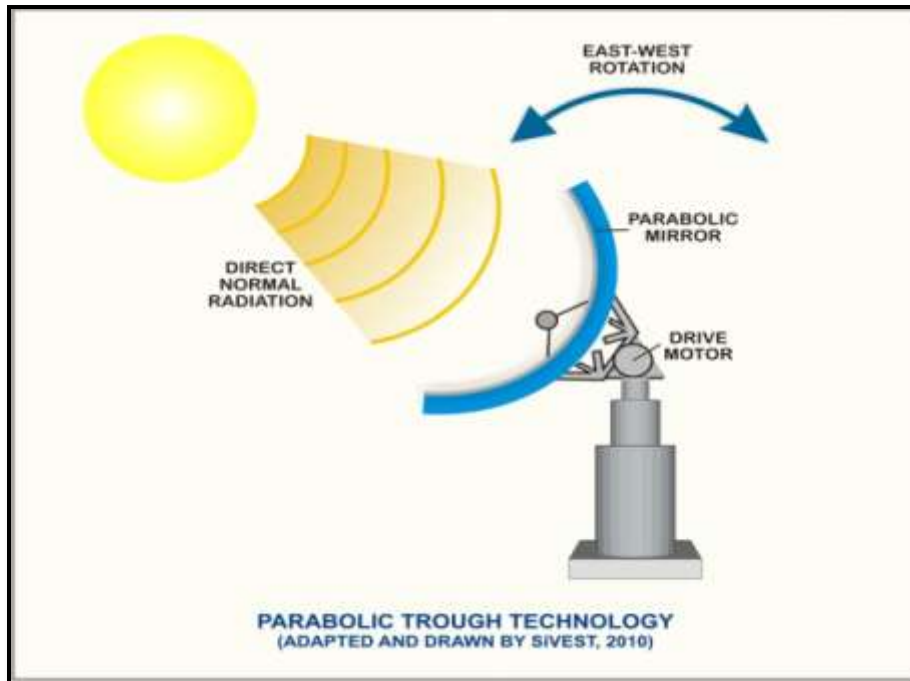 EAST-WEST
ROTATION
PARABOLIC
MIRROR
DIRECT
NORMAL
RADIATION
DRIVE
MOTOR
PARABOLIC TROUGH TECHNOLOGY
(ADAPTED AND DRAWN BY SiVEST, 2010)